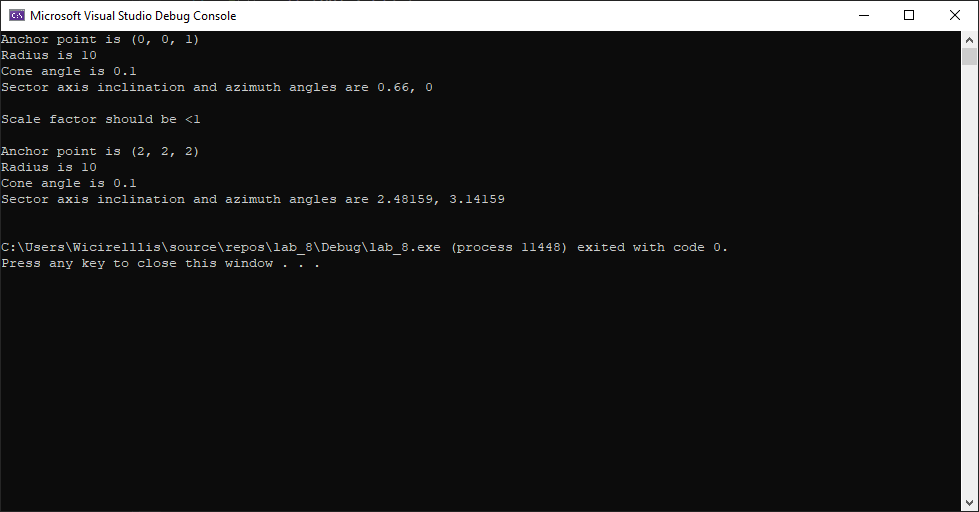 Microsoft Visual Studio Debug Console
Anchor point is (0, 0, 1)
Radius is 10
Cone angle is 0.1
Sector axis inclination and azimuth angles are 0.66, 0
Scale factor should be <1
Anchor point is (2, 2, 2)
Radius is 10
Cone angle is 0.1
Sector axis inclination and azimuth angles are 2.48159, 3.14159
C:\Users\Wicirelllis\source\repos\lab_8\Debug\lab_8.exe (process 11448) exited with code 0.
Press any key to close this window . . .